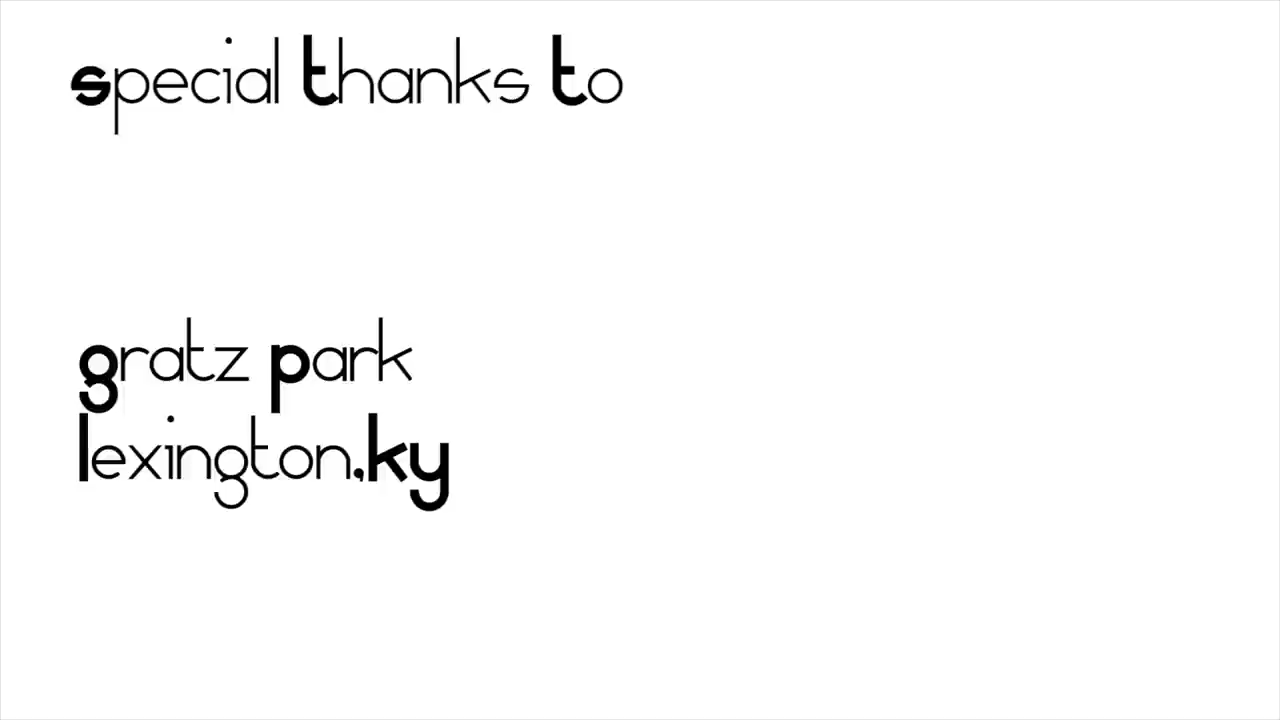 special thanks to
gratz park
lexington,ky